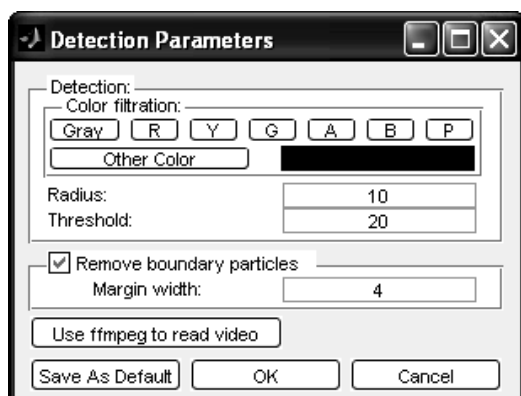 Detection Parameters
Detection:
Color filtration:
Gray R Y G A B P
Other Color
Radius: 10
Threshold: 20
Remove boundary particles
Margin width: 4
Use ffmpeg to read video
Save As Default OK Cancel